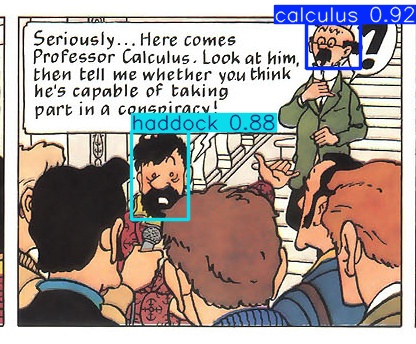 calculus 0.92
Seriously... Here comes
Professor Calculus. Look at him,
then tell me whether you think
he's capable of taking
part in a conspiracy!
?
haddock 0.88